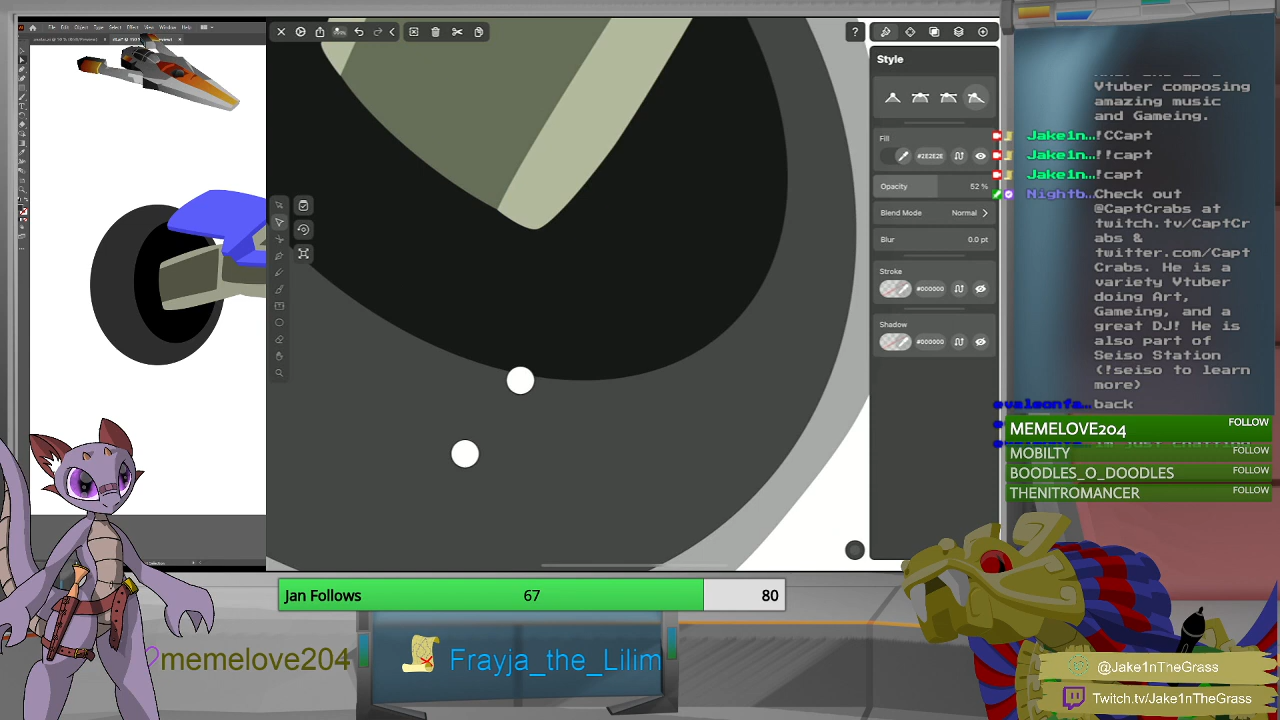 Style
Fill
#2E2E2E
Opacity
52 %
Blend Mode
Normal
Blur
0.0 pt
Stroke
#000000
Shadow
#000000
?
Vtuber composing
amazing music
and Gameing.
Jake1n... !CCapt
Jake1n... !!capt
Jake1n... !capt
Nightb... Check out
@CaptCrabs at
twitch.tv/CaptCr
abs &
twitter.com/Capt
Crabs. He is a
variety Vtuber
doing Art,
Gameing, and a
great DJ! He is
also part of
Seiso Station
(!seiso to learn
more)
back
MEMELOVE204 FOLLOW
MOBILTY FOLLOW
BOODLES_O_DOODLES FOLLOW
THENITROMANCER FOLLOW
Jan Follows 67 80
memelove204
Frayja_the_Lilim
@Jake1nTheGrass
Twitch.tv/Jake1nTheGrass